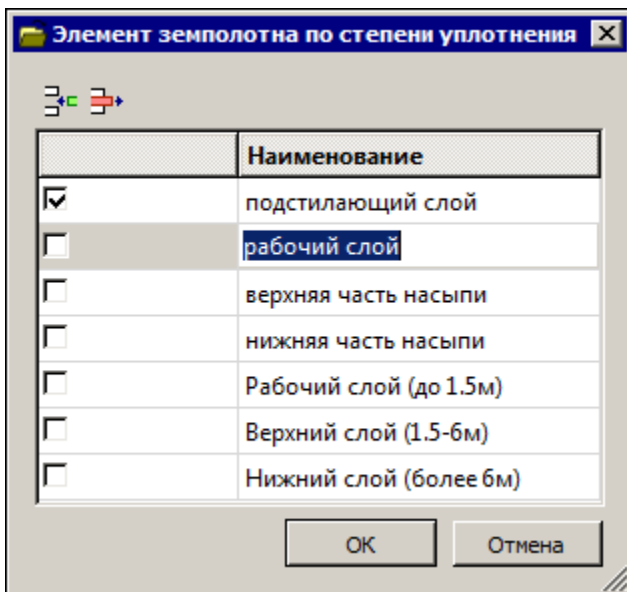 Элемент земполотна по степени уплотнения
Наименование
подстилающий слой
рабочий слой
верхняя часть насыпи
нижняя часть насыпи
Рабочий слой (до 1.5м)
Верхний слой (1.5-6м)
Нижний слой (более 6м)
OK
Отмена